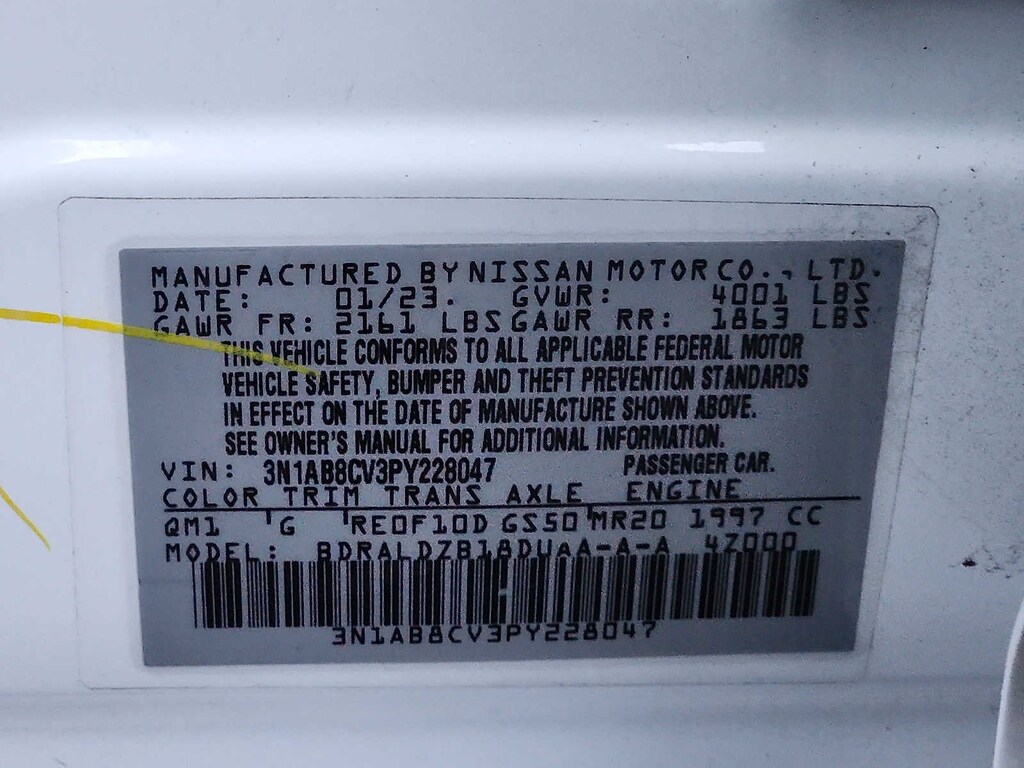 MANUFACTURED BY NISSAN MOTOR CO., LTD.
DATE: 01/23. GVWR: 4001 LBS
GAWR FR: 2161 LBS GAWR RR: 1863 LBS
THIS VEHICLE CONFORMS TO ALL APPLICABLE FEDERAL MOTOR
VEHICLE SAFETY, BUMPER AND THEFT PREVENTION STANDARDS
IN EFFECT ON THE DATE OF MANUFACTURE SHOWN ABOVE.
SEE OWNER'S MANUAL FOR ADDITIONAL INFORMATION.
VIN: 3N1AB8CV3PY228047 PASSENGER CAR.
COLOR TRIM TRANS AXLE ENGINE
QM1 G RE0F10D GS50 MR20 1997 CC
MODEL: BDRALDZB18DUAA-A-A 4Z000
3N1AB8CV3PY228047